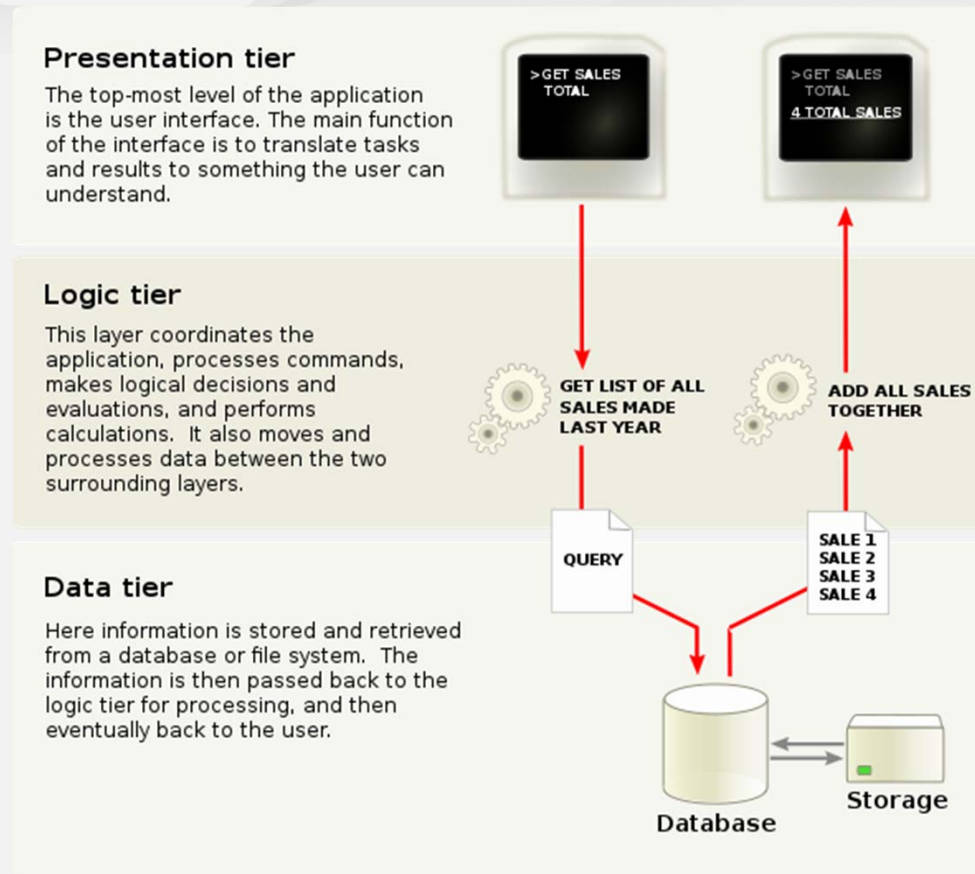 Presentation tier
The top-most level of the application
is the user interface. The main function
of the interface is to translate tasks
and results to something the user can
understand.
>GET SALES
TOTAL
>GET SALES
TOTAL
4 TOTAL SALES
Logic tier
This layer coordinates the
application, processes commands,
makes logical decisions and
evaluations, and performs
calculations.  It also moves and
processes data between the two
surrounding layers.
GET LIST OF ALL
SALES MADE
LAST YEAR
ADD ALL SALES
TOGETHER
QUERY
SALE 1
SALE 2
SALE 3
SALE 4
Data tier
Here information is stored and retrieved
from a database or file system.  The
information is then passed back to the
logic tier for processing, and then
eventually back to the user.
Database
Storage